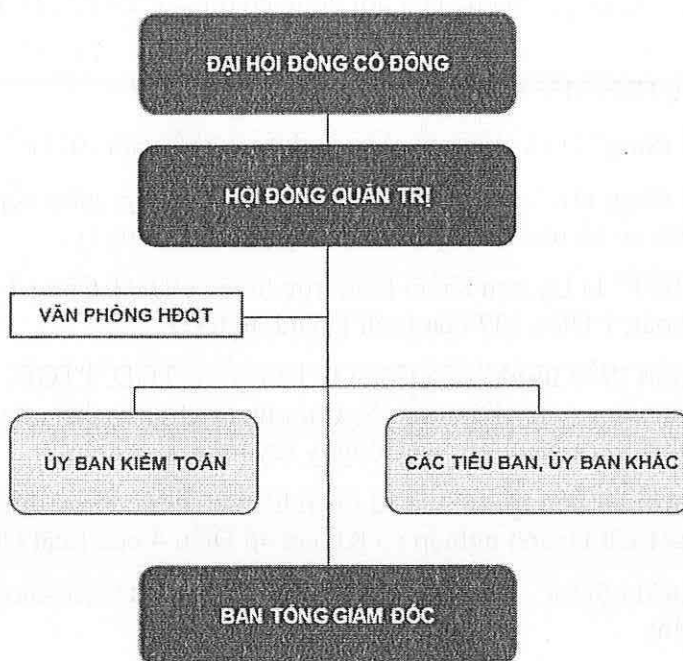 ĐẠI HỘI ĐỒNG CỔ ĐÔNG
HỘI ĐỒNG QUẢN TRỊ
VĂN PHÒNG HĐQT
ỦY BAN KIỂM TOÁN
CÁC TIỂU BAN, ỦY BAN KHÁC
BAN TỔNG GIÁM ĐỐC